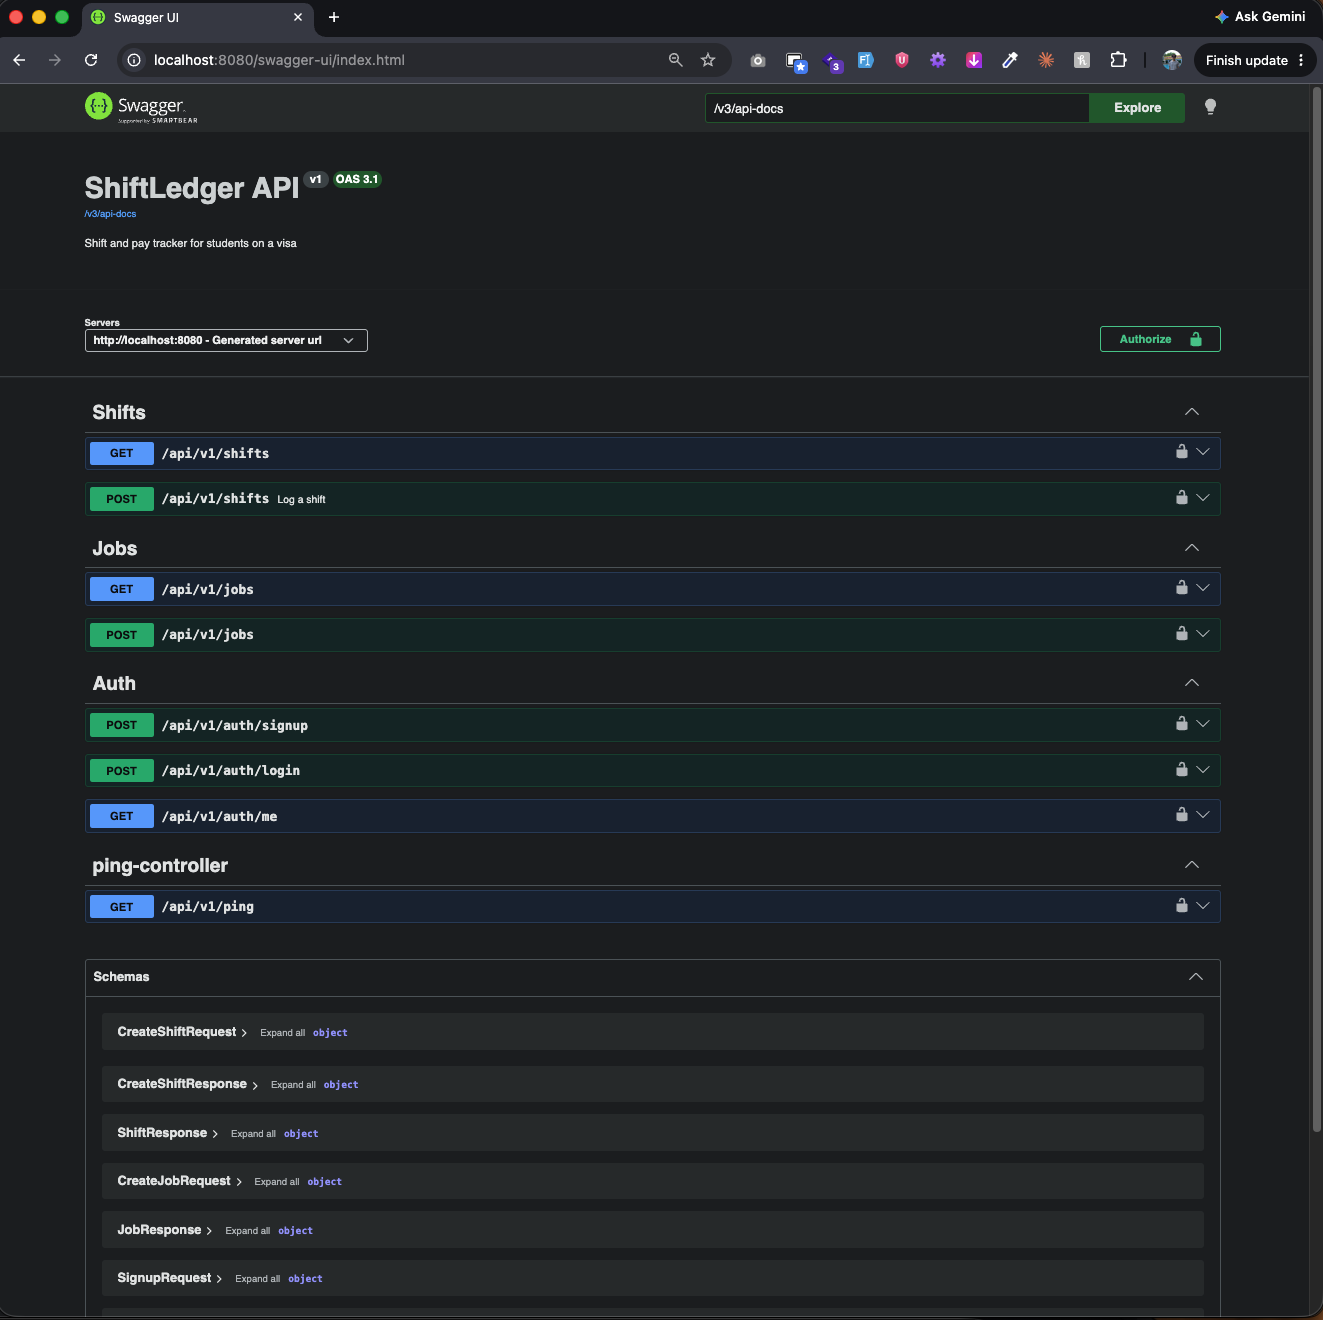 Swagger UI
Ask Gemini
localhost:8080/swagger-ui/index.html
3
Finish update
Swagger.
Supported by SMARTBEAR
/v3/api-docs
Explore
ShiftLedger API v1 OAS 3.1
/v3/api-docs
Shift and pay tracker for students on a visa
Servers
http://localhost:8080 - Generated server url
Authorize
Shifts
GET /api/v1/shifts
POST /api/v1/shifts Log a shift
Jobs
GET /api/v1/jobs
POST /api/v1/jobs
Auth
POST /api/v1/auth/signup
POST /api/v1/auth/login
GET /api/v1/auth/me
ping-controller
GET /api/v1/ping
Schemas
CreateShiftRequest Expand all object
CreateShiftResponse Expand all object
ShiftResponse Expand all object
CreateJobRequest Expand all object
JobResponse Expand all object
SignupRequest Expand all object